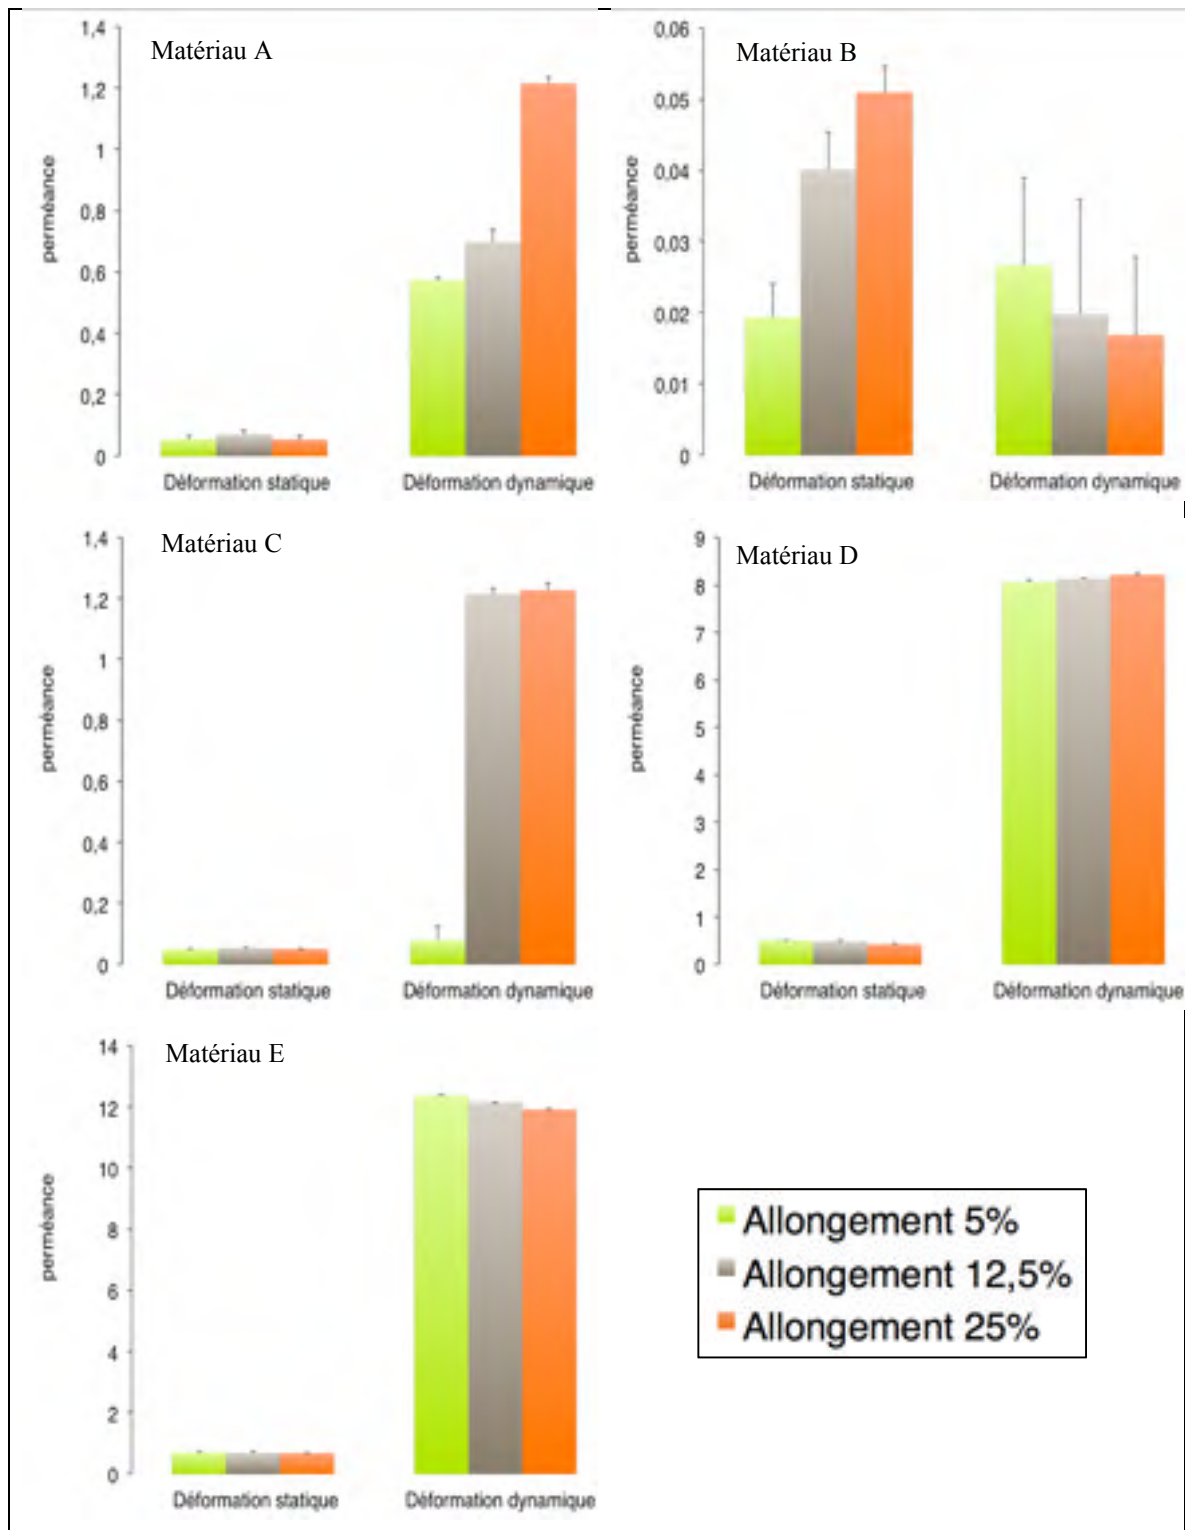 Matériau A
perméance
1,4
1,2
1
0,8
0,6
0,4
0,2
0
Déformation statique
Déformation dynamique
Matériau B
perméance
0,06
0,05
0,04
0,03
0,02
0,01
0
Déformation statique
Déformation dynamique
Matériau C
perméance
1,4
1,2
1
0,8
0,6
0,4
0,2
0
Déformation statique
Déformation dynamique
Matériau D
perméance
9
8
7
6
5
4
3
2
1
0
Déformation statique
Déformation dynamique
Matériau E
perméance
14
12
10
8
6
4
2
0
Déformation statique
Déformation dynamique
Allongement 5%
Allongement 12,5%
Allongement 25%